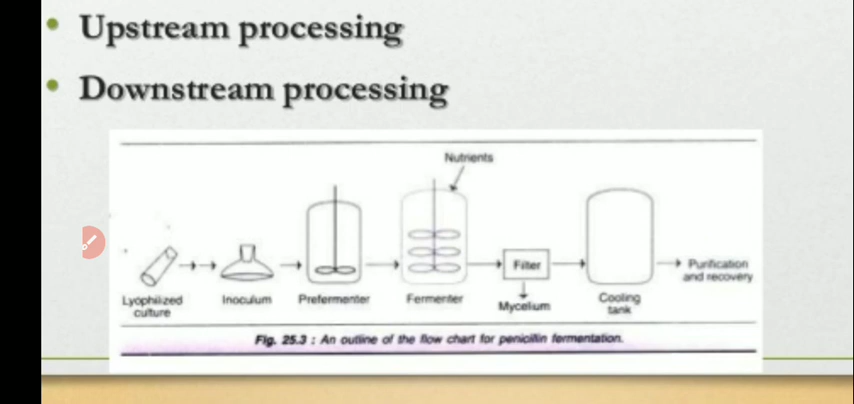 Upstream processing
Downstream processing
Nutrients
Filter
Purification
and recovery
Lyophilized
culture
Inoculum
Prefermenter
Fermenter
Mycelium
Cooling
tank
Fig. 25.3 : An outline of the flow chart for penicillin fermentation.